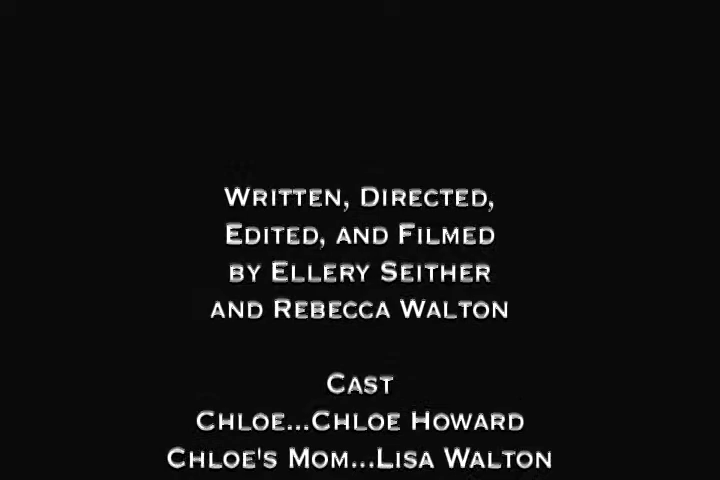 WRITTEN, DIRECTED,
EDITED, AND FILMED
BY ELLERY SEITHER
AND REBECCA WALTON
CAST
CHLOE...CHLOE HOWARD
CHLOE'S MOM...LISA WALTON